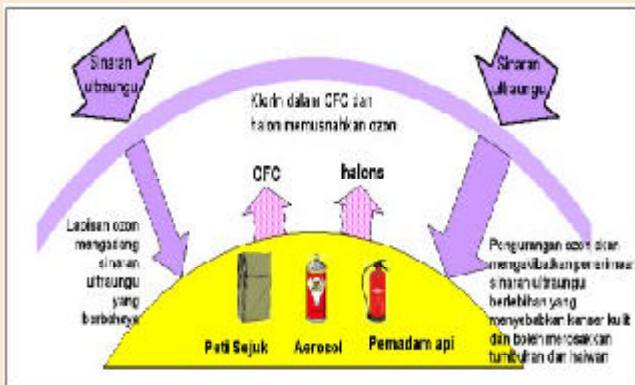 Sinaran
ultraungu
Sinaran
ultraungu
Klorin dalam CFC dan
halon memusnahkan ozon
CFC
halons
Lapisan ozon
mengadang
sinaran
ultraungu
yang
berbahaya
Pengurangan ozon akan
mengakibatkan penerimaan
sinaran ultraungu
berlebihan yang
menyebabkan kanser kulit
dan boleh merosakkan
tumbuhan dan haiwan
Peti Sejuk
Aerosol
Pemadam api